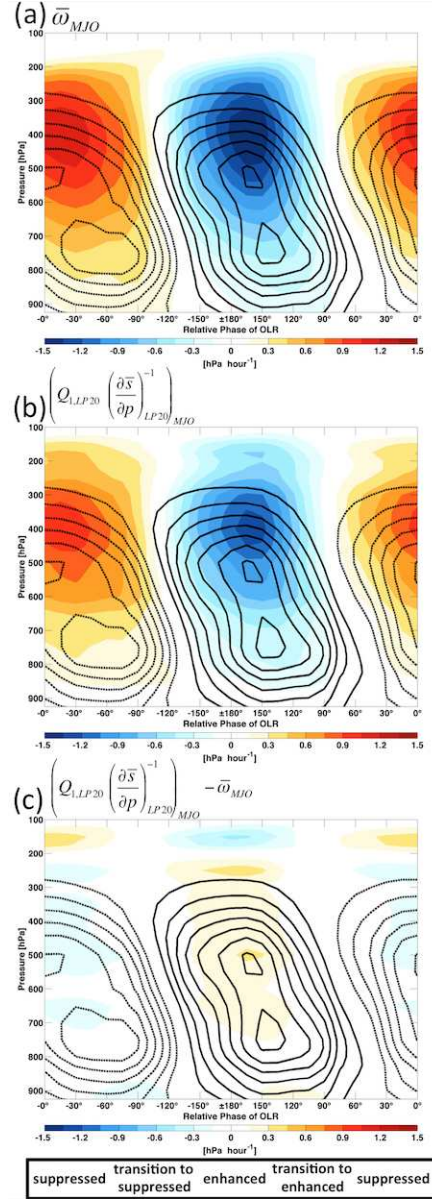 (a) ω̄_MJO
100
200
300
400
500
600
700
800
900
Pressure [hPa]
-0° -30° -60° -90° -120° -150° ±180° 150° 120° 90° 60° 30° 0°
Relative Phase of OLR
-1.5 -1.2 -0.9 -0.6 -0.3 0 0.3 0.6 0.9 1.2 1.5
[hPa hour⁻¹]
(b) (Q_1,LP20 (∂s̄/∂p)⁻¹_LP20)_MJO
100
200
300
400
500
600
700
800
900
Pressure [hPa]
-0° -30° -60° -90° -120° -150° ±180° 150° 120° 90° 60° 30° 0°
Relative Phase of OLR
-1.5 -1.2 -0.9 -0.6 -0.3 0 0.3 0.6 0.9 1.2 1.5
[hPa hour⁻¹]
(c) (Q_1,LP20 (∂s̄/∂p)⁻¹_LP20)_MJO - ω̄_MJO
100
200
300
400
500
600
700
800
900
Pressure [hPa]
-0° -30° -60° -90° -120° -150° ±180° 150° 120° 90° 60° 30° 0°
Relative Phase of OLR
-1.5 -1.2 -0.9 -0.6 -0.3 0 0.3 0.6 0.9 1.2 1.5
[hPa hour⁻¹]
suppressed transition to suppressed enhanced transition to enhanced suppressed